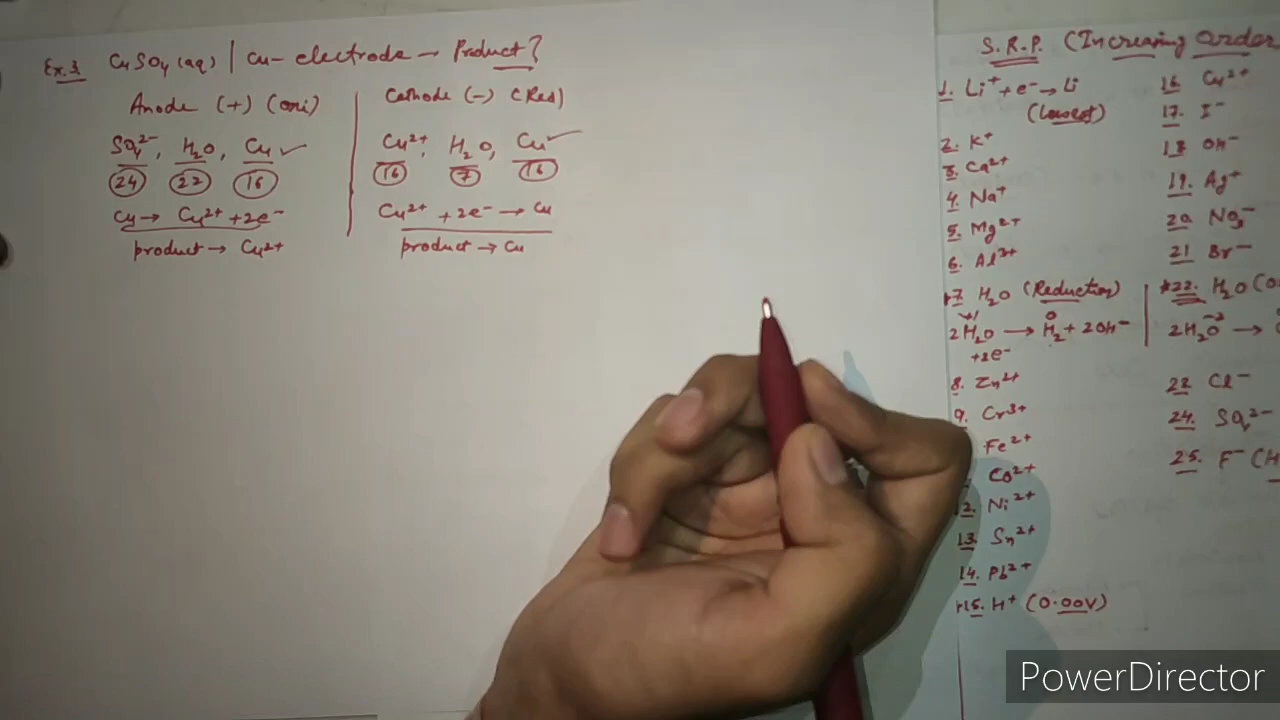 Ex.3. CuSO4 (aq) | Cu- electrode → Product?
Anode (+) (oxi)
SO4^2-, H2O, Cu ✓
24 22 16
Cu → Cu^2+ + 2e^-
product → Cu^2+
Cathode (-) (Red)
Cu^2+, H2O, Cu ✓
16 7 16
Cu^2+ + 2e^- → Cu
product → Cu
S.R.P. (Increasing order
1. Li^+ + e^- → Li
(lowest)
2. K^+
3. Ca^2+
4. Na^+
5. Mg^2+
6. Al^3+
*7. H2O (Reduction)
2H2O → H2 + 2OH^-
+2e^-
8. Zn^2+
9. Cr^3+
Fe^2+
Co^2+
12. Ni^2+
13. Sn^2+
14. Pb^2+
15. H^+ (0.00V)
16. Cu^2+
17. I^-
18 OH^-
19. Ag^+
20 NO3^-
21 Br^-
*22. H2O (O
2H2O →
Cl^-
24. SO4^2-
25. F^- (H
PowerDirector